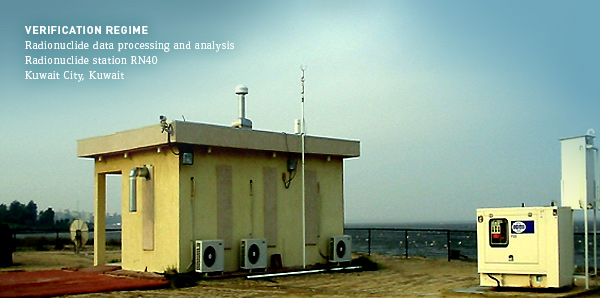 VERIFICATION REGIME
Radionuclide data processing and analysis
Radionuclide station RN40
Kuwait City, Kuwait